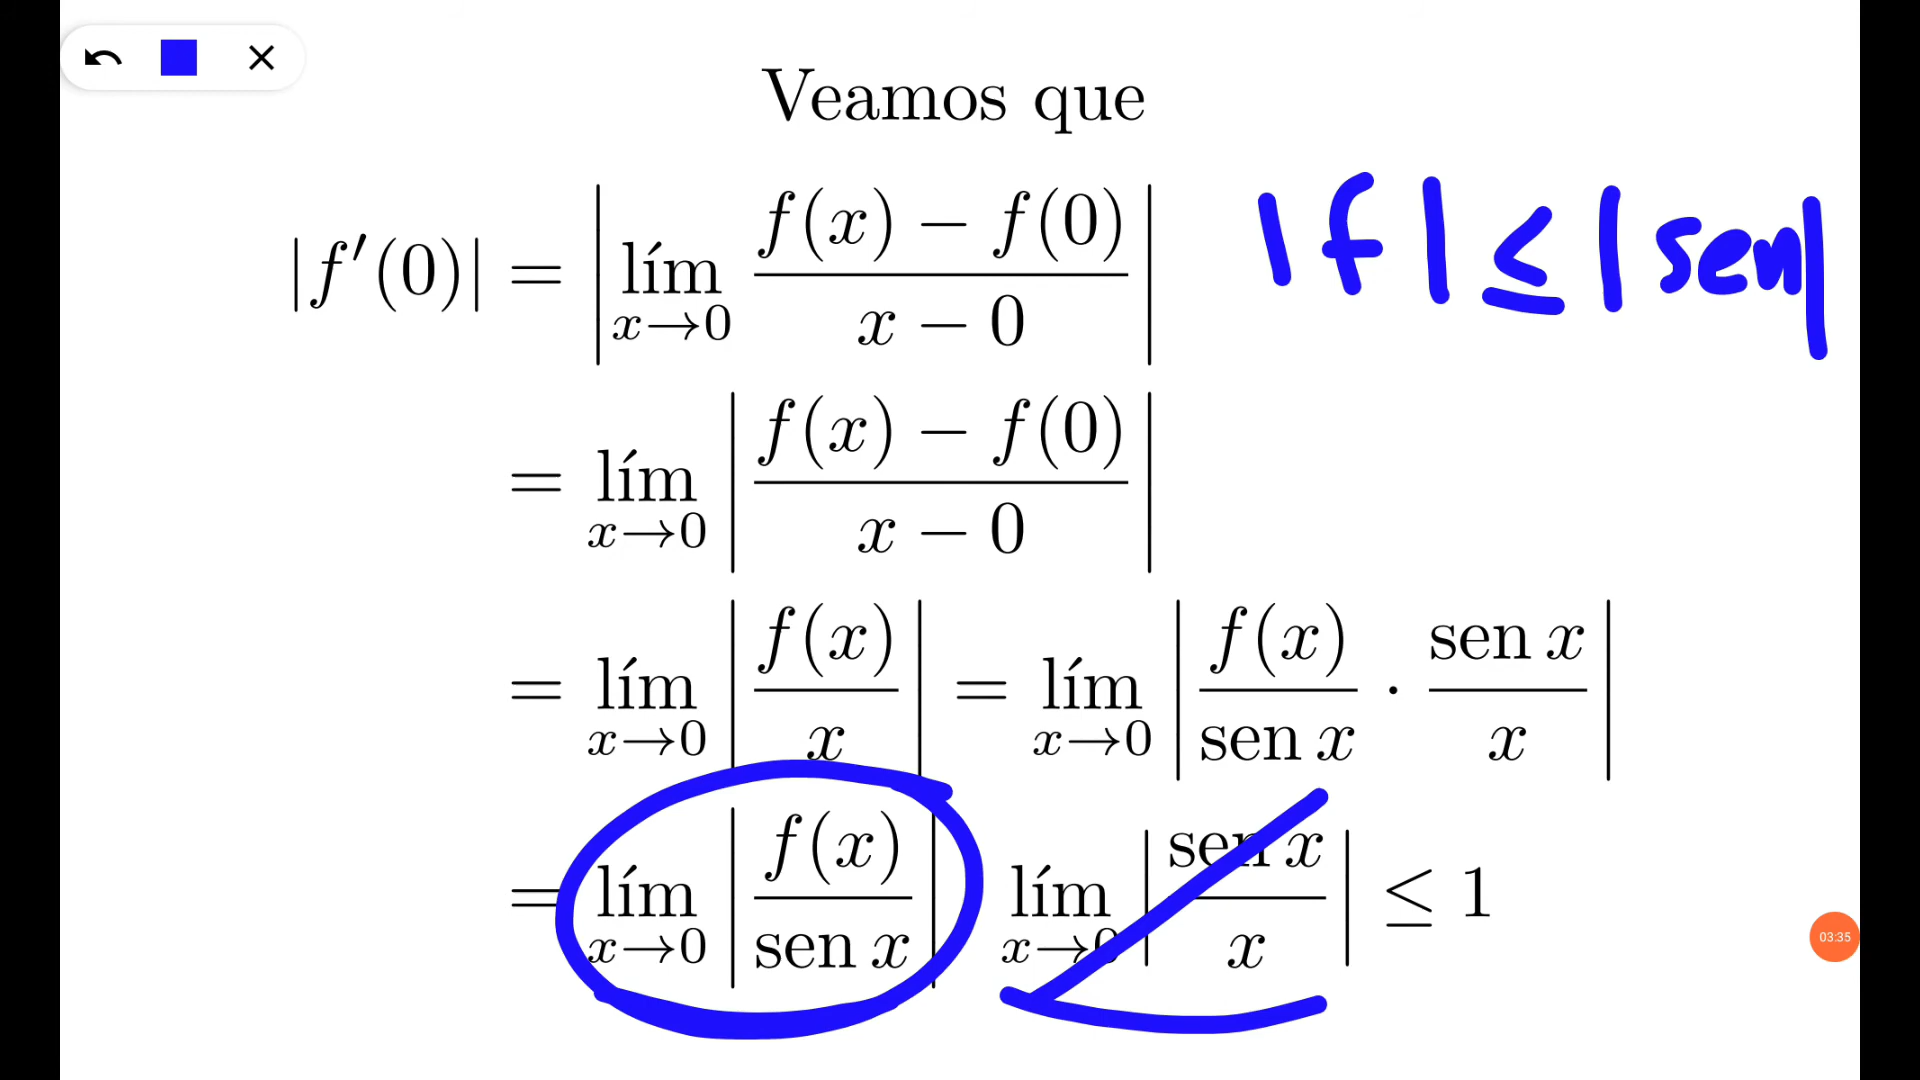 Veamos que
|f′(0)| = |lím_{x→0} (f(x) − f(0))/(x − 0)| |f| ≤ |sen|
= lím_{x→0} |(f(x) − f(0))/(x − 0)|
= lím_{x→0} |f(x)/x| = lím_{x→0} |f(x)/sen x · sen x/x|
= lím_{x→0} |f(x)/sen x| lím_{x→0} |sen x/x| ≤ 1
03:35